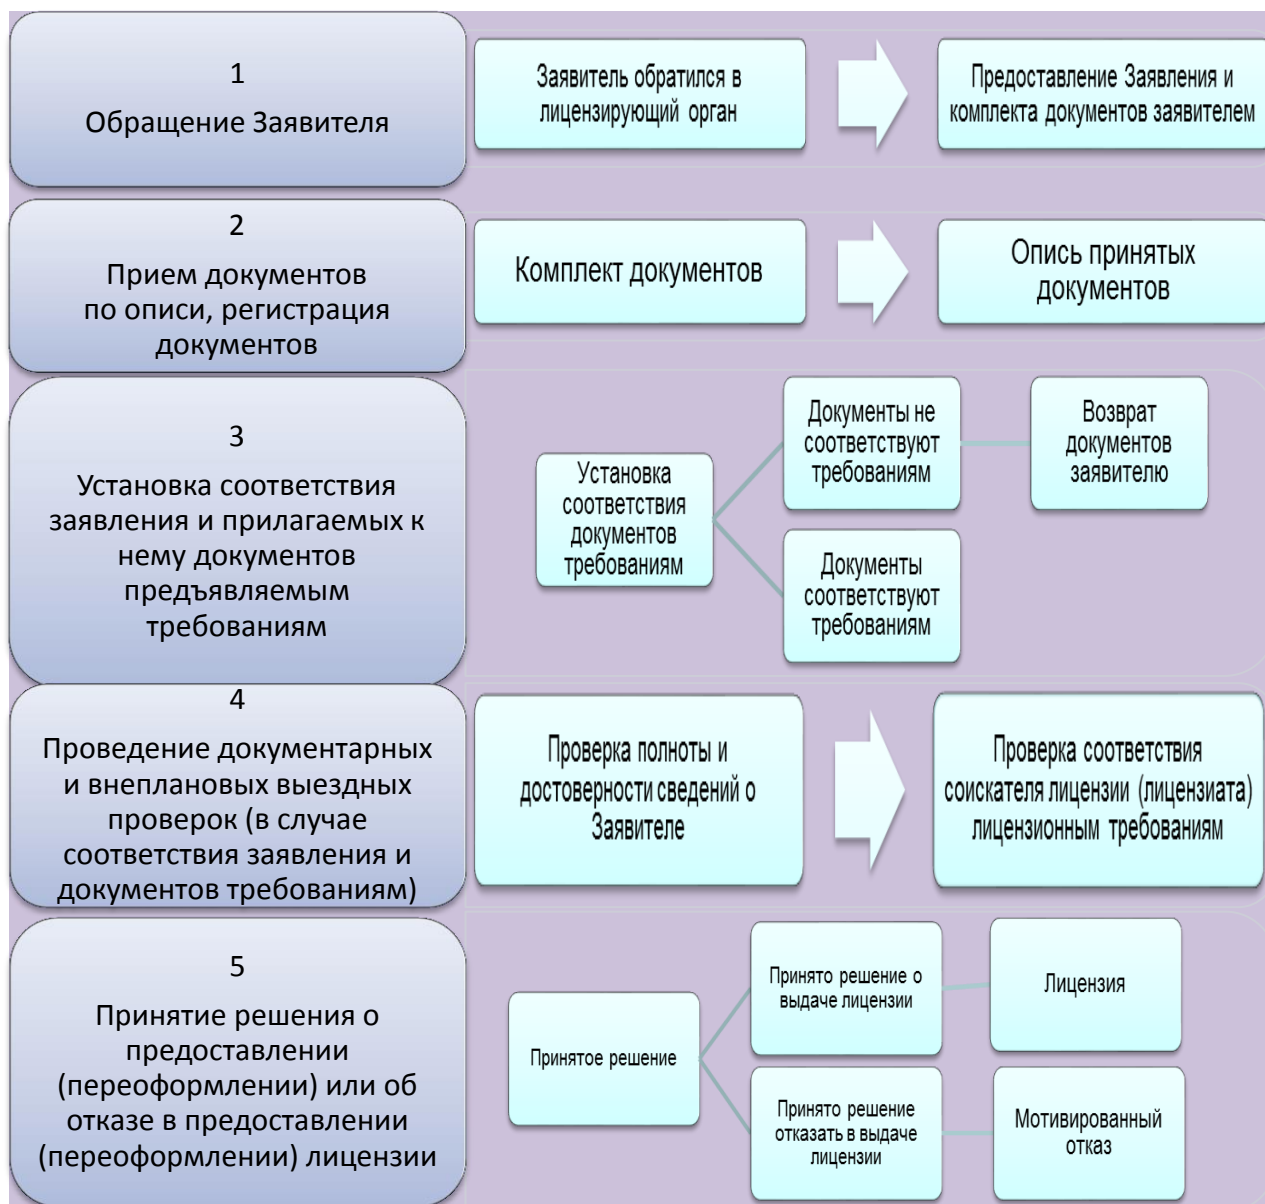 1
Обращение Заявителя
Заявитель обратился в
лицензирующий орган
Предоставление Заявления и
комплекта документов заявителем
2
Прием документов
по описи, регистрация
документов
Комплект документов
Опись принятых
документов
3
Установка соответствия
заявления и прилагаемых к
нему документов
предъявляемым
требованиям
Установка
соответствия
документов
требованиям
Документы не
соответствуют
требованиям
Возврат
документов
заявителю
Документы
соответствуют
требованиям
4
Проведение документарных
и внеплановых выездных
проверок (в случае
соответствия заявления и
документов требованиям)
Проверка полноты и
достоверности сведений о
Заявителе
Проверка соответствия
соискателя лицензии (лицензиата)
лицензионным требованиям
5
Принятие решения о
предоставлении
(переоформлении) или об
отказе в предоставлении
(переоформлении) лицензии
Принятое решение
Принято решение о
выдаче лицензии
Лицензия
Принято решение
отказать в выдаче
лицензии
Мотивированный
отказ